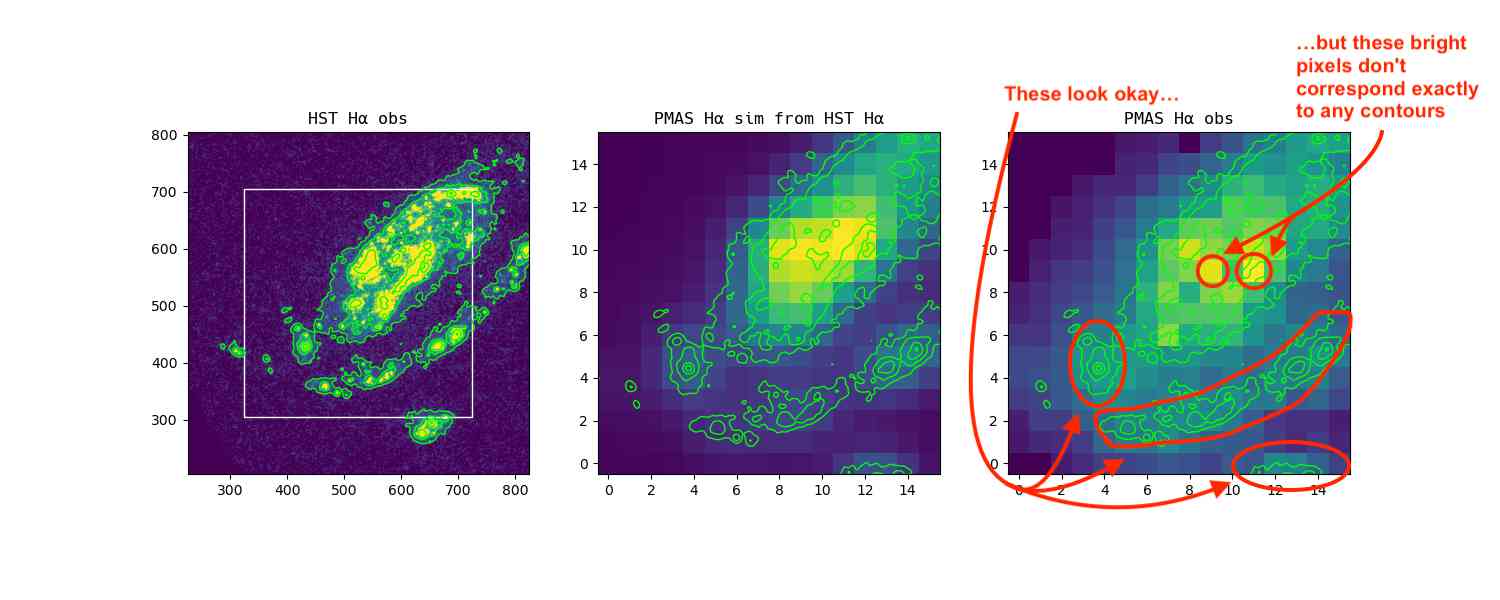 …but these bright
pixels don't
correspond exactly
to any contours
These look okay…
HST Hα obs
PMAS Hα sim from HST Hα
PMAS Hα obs
800
700
600
500
400
300
300 400 500 600 700 800
14
12
10
8
6
4
2
0
0 2 4 6 8 10 12 14
14
12
10
8
6
4
2
0
0 2 4 6 8 10 12 14